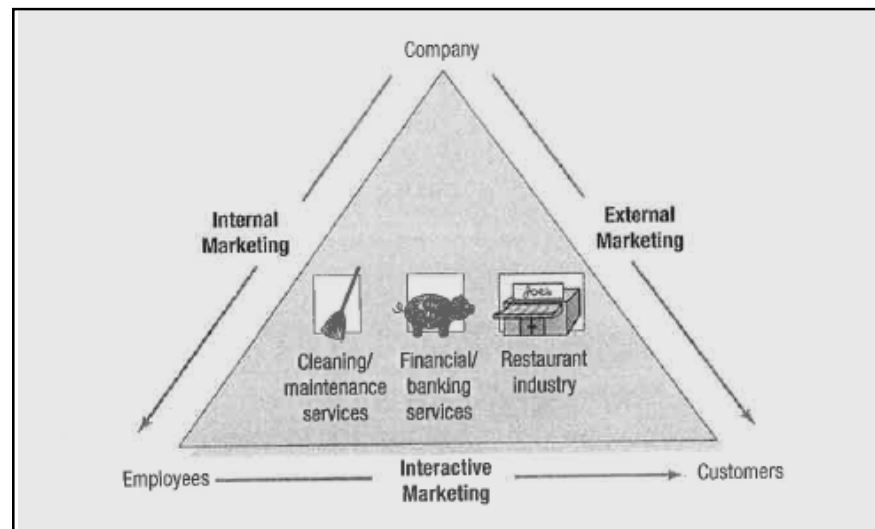 Company
Internal
Marketing
External
Marketing
Joe's
Cleaning/
maintenance
services
Financial/
banking
services
Restaurant
industry
Employees
Interactive
Marketing
Customers